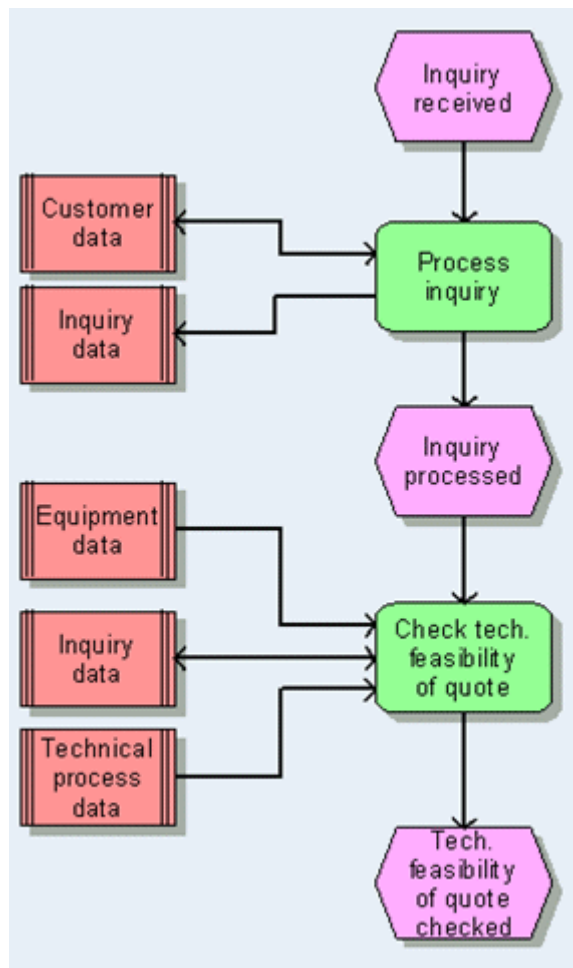 Inquiry
received
Customer
data
Process
inquiry
Inquiry
data
Inquiry
processed
Equipment
data
Inquiry
data
Check tech.
feasibility
of quote
Technical
process
data
Tech.
feasibility
of quote
checked